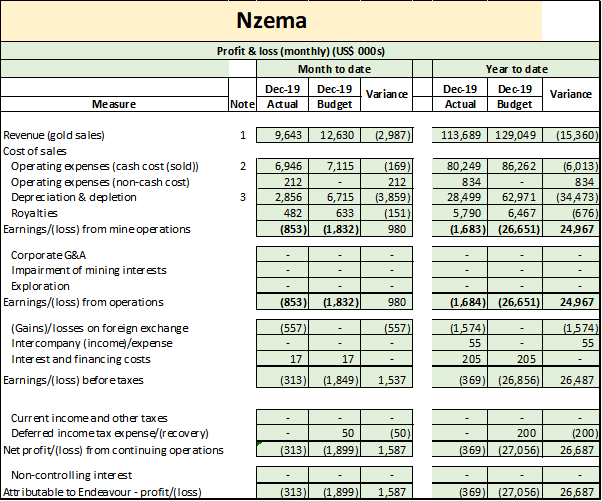 Nzema
Profit & loss (monthly) (US$ 000s)
Month to date Year to date
Measure Note Dec-19 Actual Dec-19 Budget Variance Dec-19 Actual Dec-19 Budget Variance
Revenue (gold sales) 1 9,643 12,630 (2,987) 113,689 129,049 (15,360)
Cost of sales
Operating expenses (cash cost (sold)) 2 6,946 7,115 (169) 80,249 86,262 (6,013)
Operating expenses (non-cash cost) 212 - 212 834 - 834
Depreciation & depletion 3 2,856 6,715 (3,859) 28,499 62,971 (34,473)
Royalties 482 633 (151) 5,790 6,467 (676)
Earnings/(loss) from mine operations (853) (1,832) 980 (1,683) (26,651) 24,967
Corporate G&A - - - - - -
Impairment of mining interests - - - - - -
Exploration - - - - - -
Earnings/(loss) from operations (853) (1,832) 980 (1,684) (26,651) 24,967
(Gains)/losses on foreign exchange (557) - (557) (1,574) - (1,574)
Intercompany (income)/expense - - - 55 - 55
Interest and financing costs 17 17 - 205 205 -
Earnings/(loss) before taxes (313) (1,849) 1,537 (369) (26,856) 26,487
Current income and other taxes - - - - - -
Deferred income tax expense/(recovery) - 50 (50) - 200 (200)
Net profit/(loss) from continuing operations (313) (1,899) 1,587 (369) (27,056) 26,687
Non-controlling interest - - - - - -
Attributable to Endeavour - profit/(loss) (313) (1,899) 1,587 (369) (27,056) 26,687